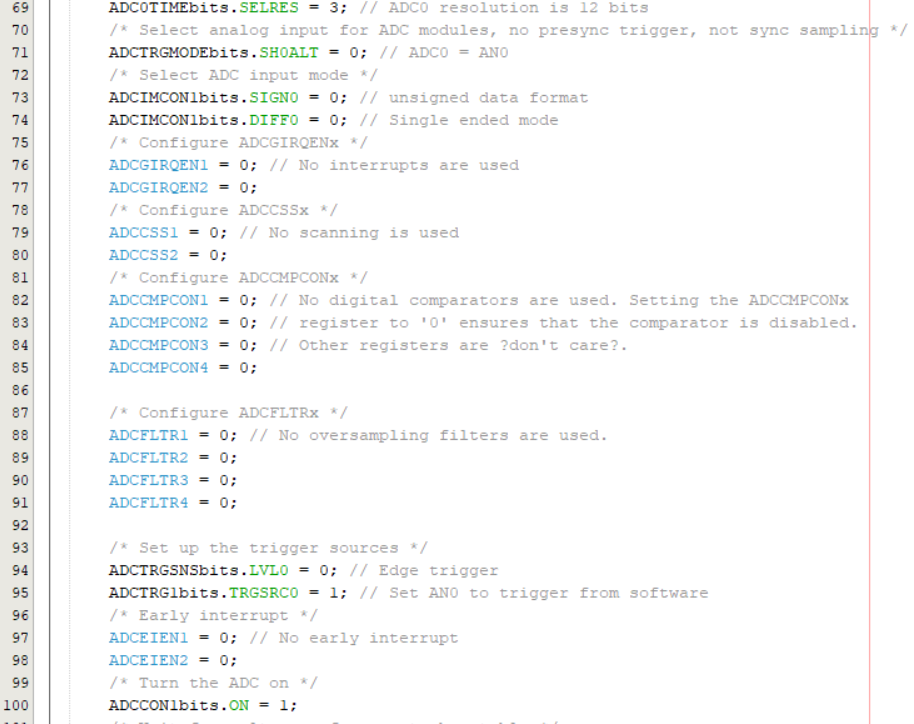 69 ADC0TIMEbits.SELRES = 3; // ADC0 resolution is 12 bits
70 /* Select analog input for ADC modules, no presync trigger, not sync sampling */
71 ADCTRGMODEbits.SH0ALT = 0; // ADC0 = AN0
72 /* Select ADC input mode */
73 ADCIMCON1bits.SIGN0 = 0; // unsigned data format
74 ADCIMCON1bits.DIFF0 = 0; // Single ended mode
75 /* Configure ADCGIRQENx */
76 ADCGIRQEN1 = 0; // No interrupts are used
77 ADCGIRQEN2 = 0;
78 /* Configure ADCCSSx */
79 ADCCSS1 = 0; // No scanning is used
80 ADCCSS2 = 0;
81 /* Configure ADCCMPCONx */
82 ADCCMPCON1 = 0; // No digital comparators are used. Setting the ADCCMPCONx
83 ADCCMPCON2 = 0; // register to '0' ensures that the comparator is disabled.
84 ADCCMPCON3 = 0; // Other registers are ?don't care?.
85 ADCCMPCON4 = 0;
86
87 /* Configure ADCFLTRx */
88 ADCFLTR1 = 0; // No oversampling filters are used.
89 ADCFLTR2 = 0;
90 ADCFLTR3 = 0;
91 ADCFLTR4 = 0;
92
93 /* Set up the trigger sources */
94 ADCTRGSNSbits.LVL0 = 0; // Edge trigger
95 ADCTRG1bits.TRGSRC0 = 1; // Set AN0 to trigger from software
96 /* Early interrupt */
97 ADCEIEN1 = 0; // No early interrupt
98 ADCEIEN2 = 0;
99 /* Turn the ADC on */
100 ADCCON1bits.ON = 1;